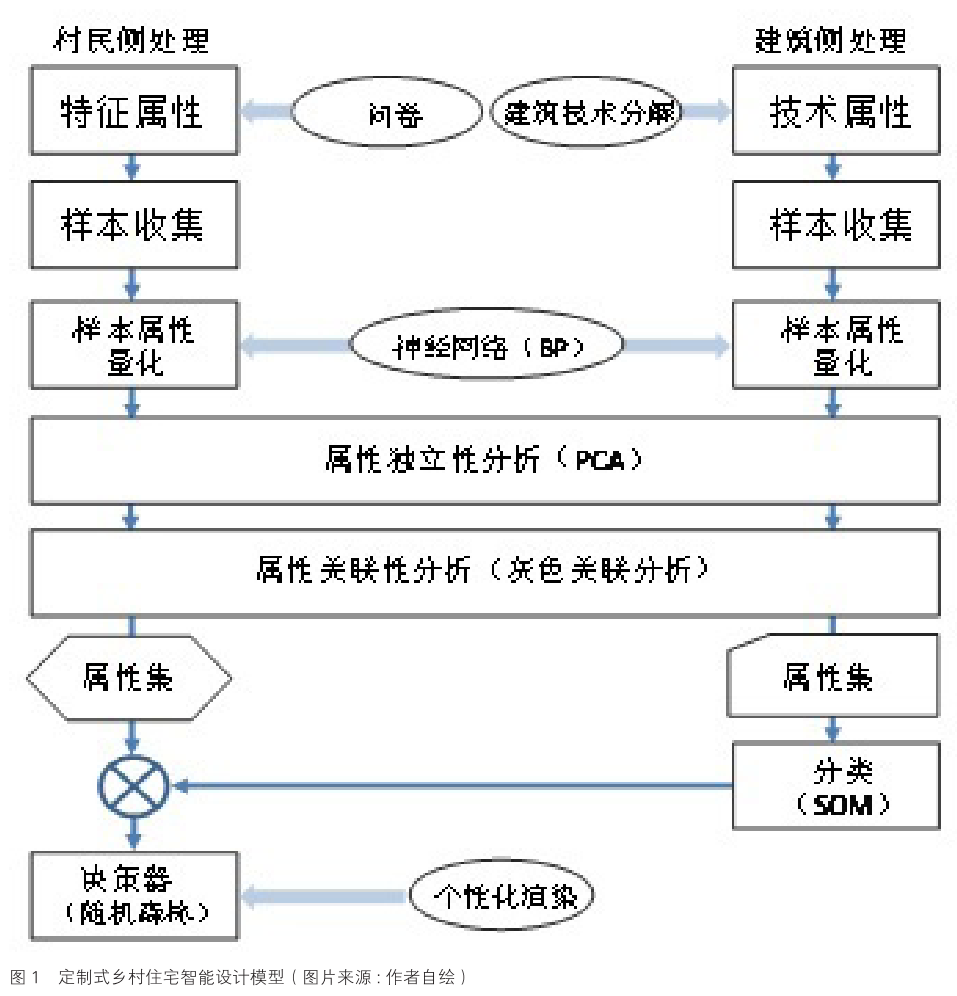 村民侧处理
建筑侧处理
特征属性
问卷
建筑技术分解
技术属性
样本收集
样本收集
样本属性
量化
神经网络（BP）
样本属性
量化
属性独立性分析（PCA）
属性关联性分析（灰色关联分析）
属性集
属性集
分类
（SOM）
决策器
（随机森林）
个性化渲染
图 1　定制式乡村住宅智能设计模型（图片来源：作者自绘）